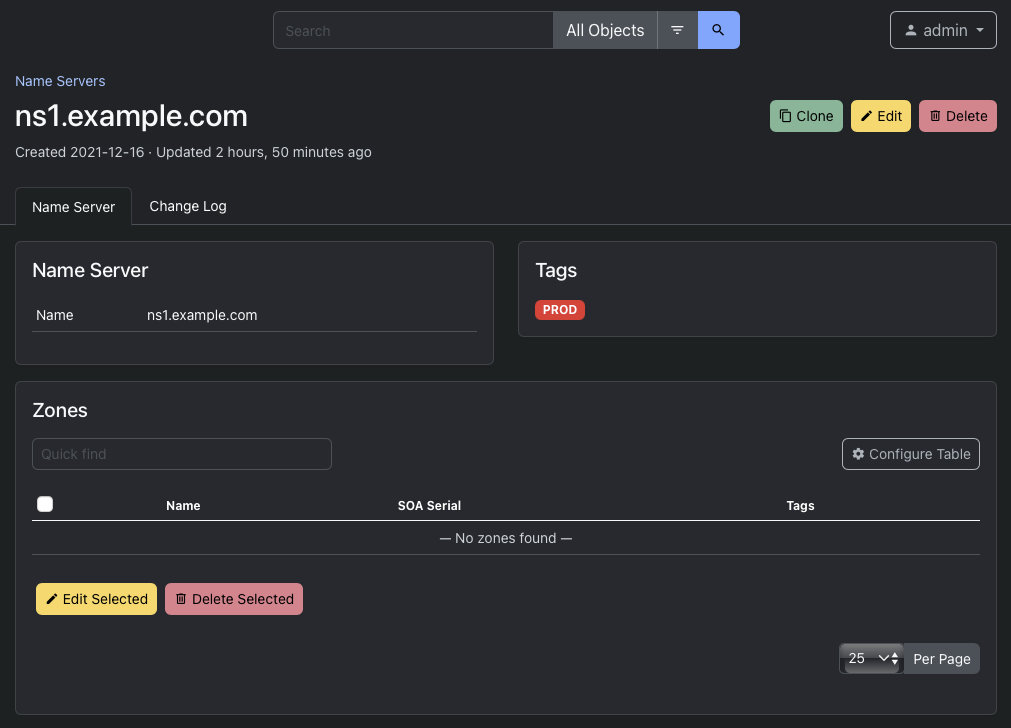 Search All Objects admin
Name Servers
ns1.example.com
Clone Edit Delete
Created 2021-12-16 · Updated 2 hours, 50 minutes ago
Name Server Change Log
Name Server
Name ns1.example.com
Tags
PROD
Zones
Quick find Configure Table
Name SOA Serial Tags
— No zones found —
Edit Selected Delete Selected
25 Per Page